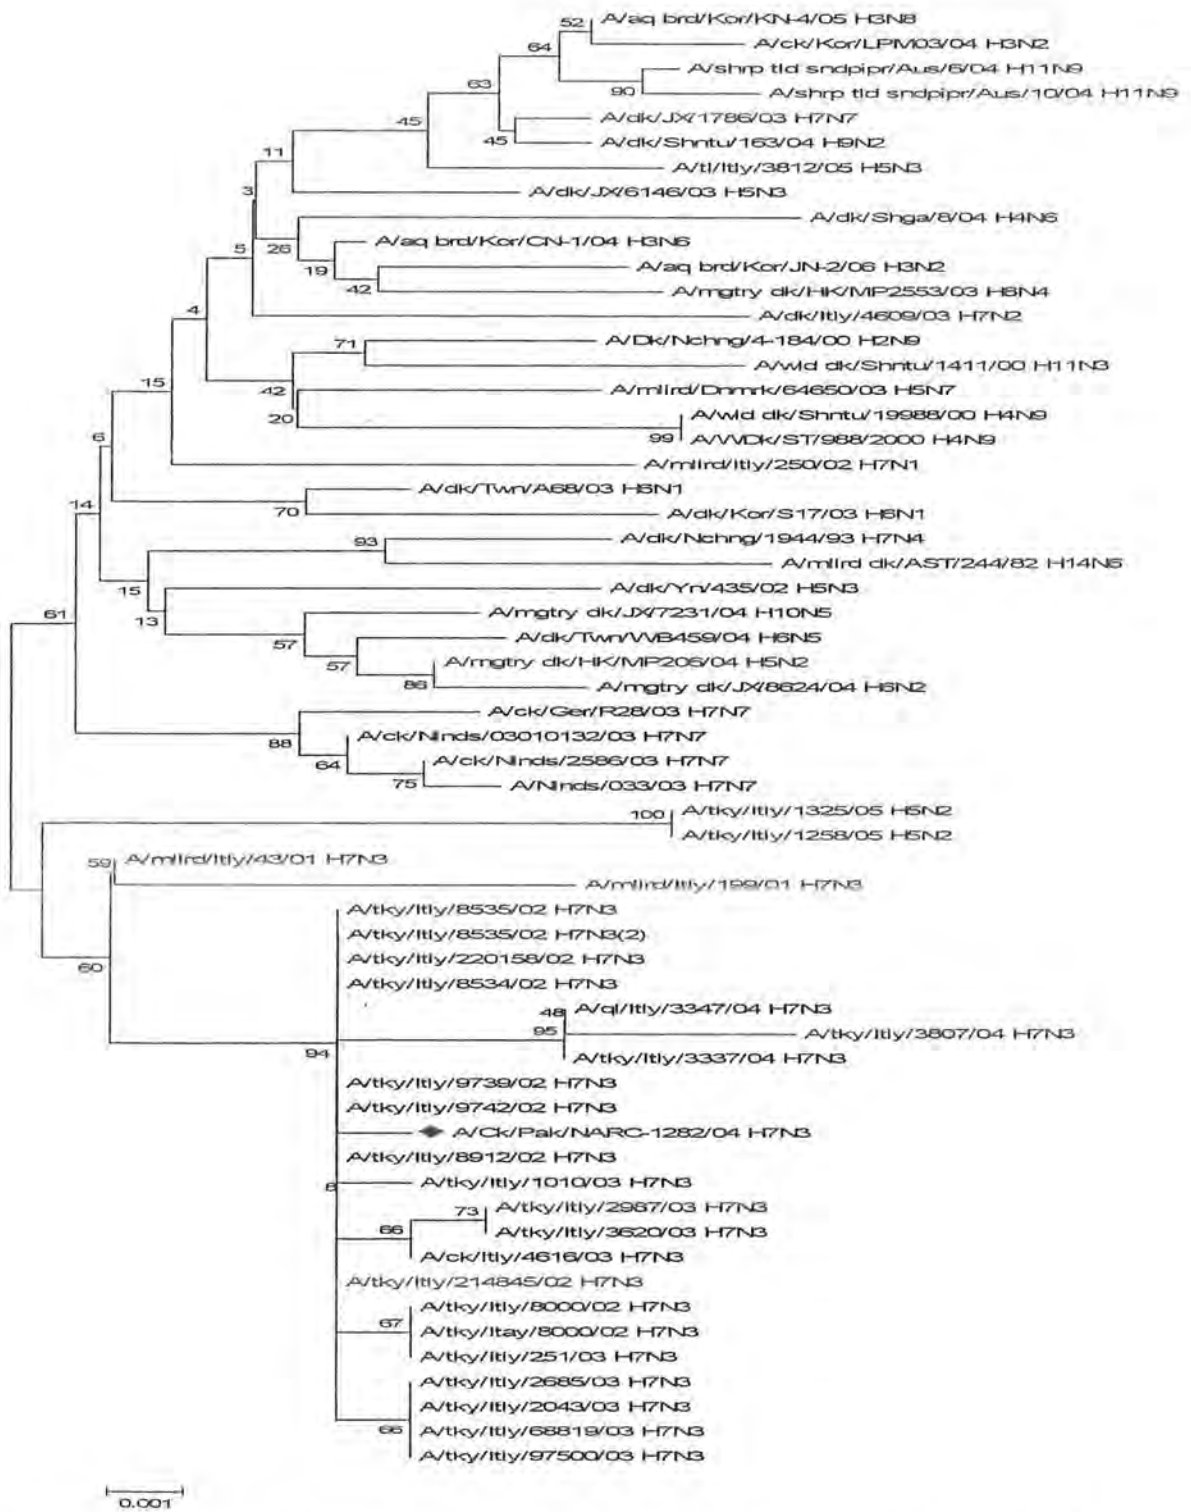 52 A/aq brd/Kor/KN-4/05 H3N8
64 A/ck/Kor/LPM03/04 H3N2
A/shrp tld sndpipr/Aus/6/04 H11N9
63
90 A/shrp tld sndpipr/Aus/10/04 H11N9
45 A/dk/JX/1786/03 H7N7
45 A/dk/Shntu/163/04 H9N2
11 A/tl/Itly/3812/05 H5N3
3 A/dk/JX/6146/03 H5N3
A/dk/Shga/8/04 H4N6
5 26 A/aq brd/Kor/CN-1/04 H3N6
19 A/aq brd/Kor/JN-2/06 H3N2
42 A/mgtry dk/HK/MP2553/03 H8N4
4 A/dk/Itly/4609/03 H7N2
71 A/Dk/Nchng/4-184/00 H2N9
A/wld dk/Shntu/1411/00 H11N3
15 42 A/mllrd/Dnmrk/64650/03 H5N7
20 A/wld dk/Shntu/19988/00 H4N9
99 A/WDk/ST/988/2000 H4N9
6 A/mllrd/Itly/250/02 H7N1
A/dk/Twn/A68/03 H6N1
14 70 A/dk/Kor/S17/03 H6N1
93 A/dk/Nchng/1944/93 H7N4
A/mllrd dk/AST/244/82 H14N6
15 A/dk/Yn/435/02 H5N3
61 13 A/mgtry dk/JX/7231/04 H10N5
57 A/dk/Twn/WB459/04 H6N5
57 A/mgtry dk/HK/MP206/04 H5N2
86 A/mgtry dk/JX/8624/04 H6N2
A/ck/Ger/R28/03 H7N7
88 A/ck/Nlnds/03010132/03 H7N7
64 A/ck/Nlnds/2586/03 H7N7
75 A/Nlnds/033/03 H7N7
100 A/tky/Itly/1325/05 H5N2
A/tky/Itly/1258/05 H5N2
59 A/mllrd/Itly/43/01 H7N3
A/mllrd/Itly/199/01 H7N3
A/tky/Itly/8535/02 H7N3
A/tky/Itly/8535/02 H7N3(2)
60 A/tky/Itly/220158/02 H7N3
A/tky/Itly/8534/02 H7N3
48 A/ql/Itly/3347/04 H7N3
95 A/tky/Itly/3807/04 H7N3
94 A/tky/Itly/3337/04 H7N3
A/tky/Itly/9739/02 H7N3
A/tky/Itly/9742/02 H7N3
A/Ck/Pak/NARC-1282/04 H7N3
A/tky/Itly/8912/02 H7N3
8 A/tky/Itly/1010/03 H7N3
73 A/tky/Itly/2987/03 H7N3
66 A/tky/Itly/3620/03 H7N3
A/ck/Itly/4616/03 H7N3
A/tky/Itly/214845/02 H7N3
A/tky/Itly/8000/02 H7N3
67 A/tky/Itay/8000/02 H7N3
A/tky/Itly/251/03 H7N3
A/tky/Itly/2685/03 H7N3
A/tky/Itly/2043/03 H7N3
66 A/tky/Itly/68819/03 H7N3
A/tky/Itly/97500/03 H7N3
0.001